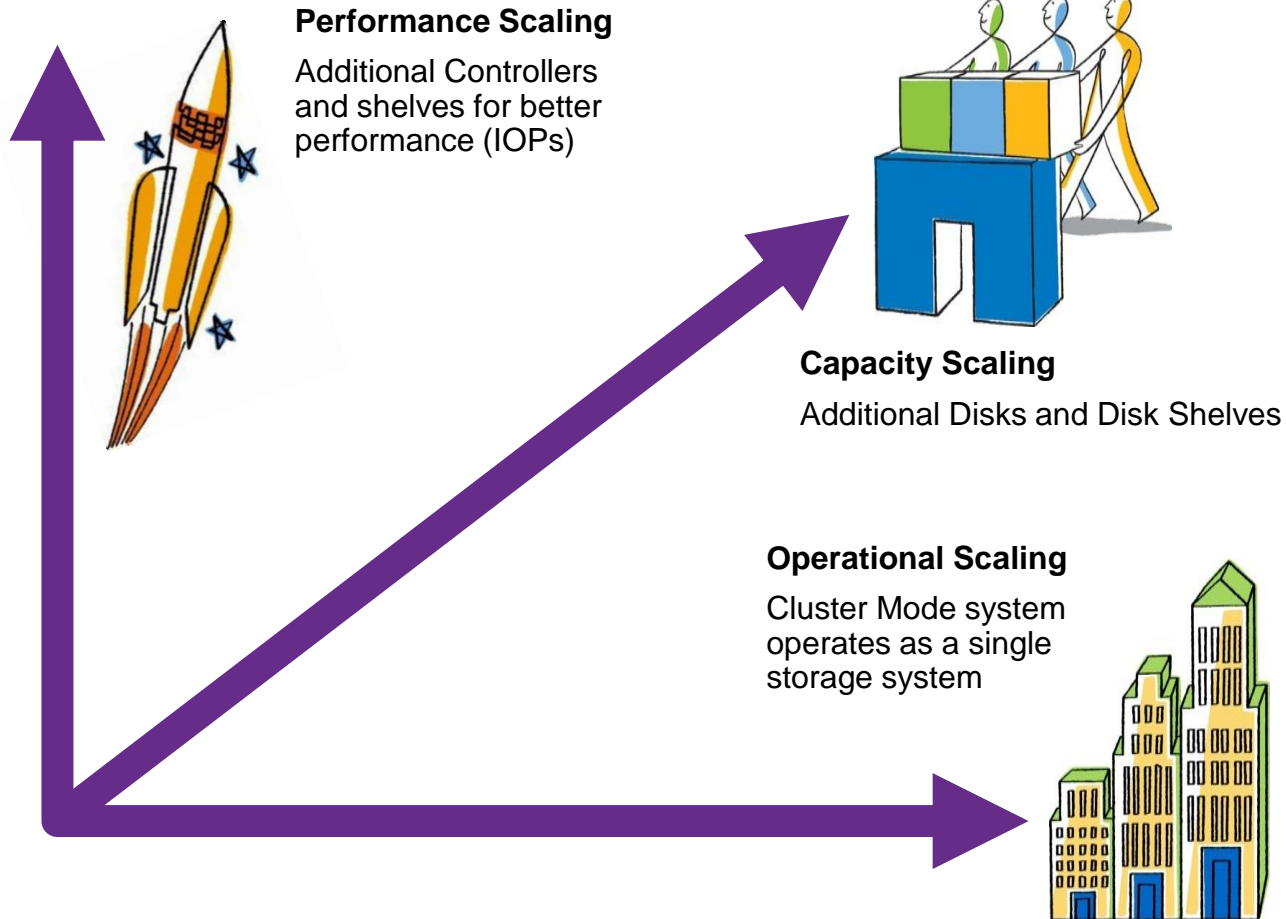 Performance Scaling
Additional Controllers
and shelves for better
performance (IOPs)
Capacity Scaling
Additional Disks and Disk Shelves
Operational Scaling
Cluster Mode system
operates as a single
storage system